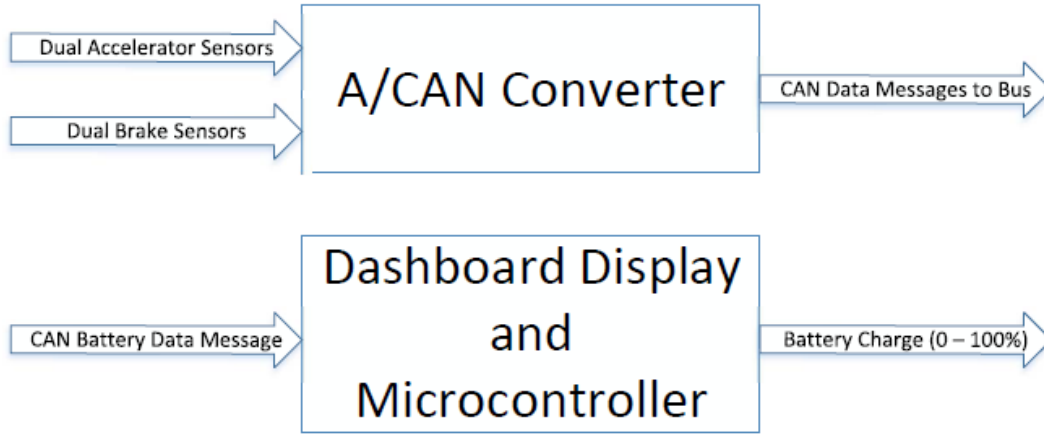 Dual Accelerator Sensors
A/CAN Converter
CAN Data Messages to Bus
Dual Brake Sensors
Dashboard Display
and
Microcontroller
CAN Battery Data Message
Battery Charge (0 – 100%)